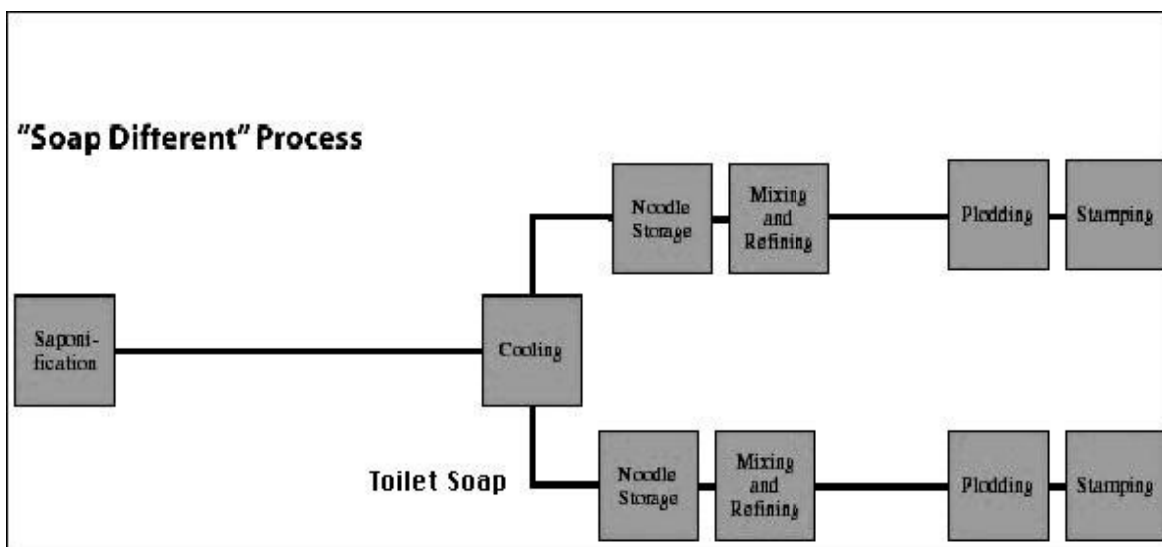 "Soap Different" Process
Noodle
Storage
Mixing
and
Refining
Plodding
Stamping
Saponi-
fication
Cooling
Toilet Soap
Noodle
Storage
Mixing
and
Refining
Plodding
Stamping